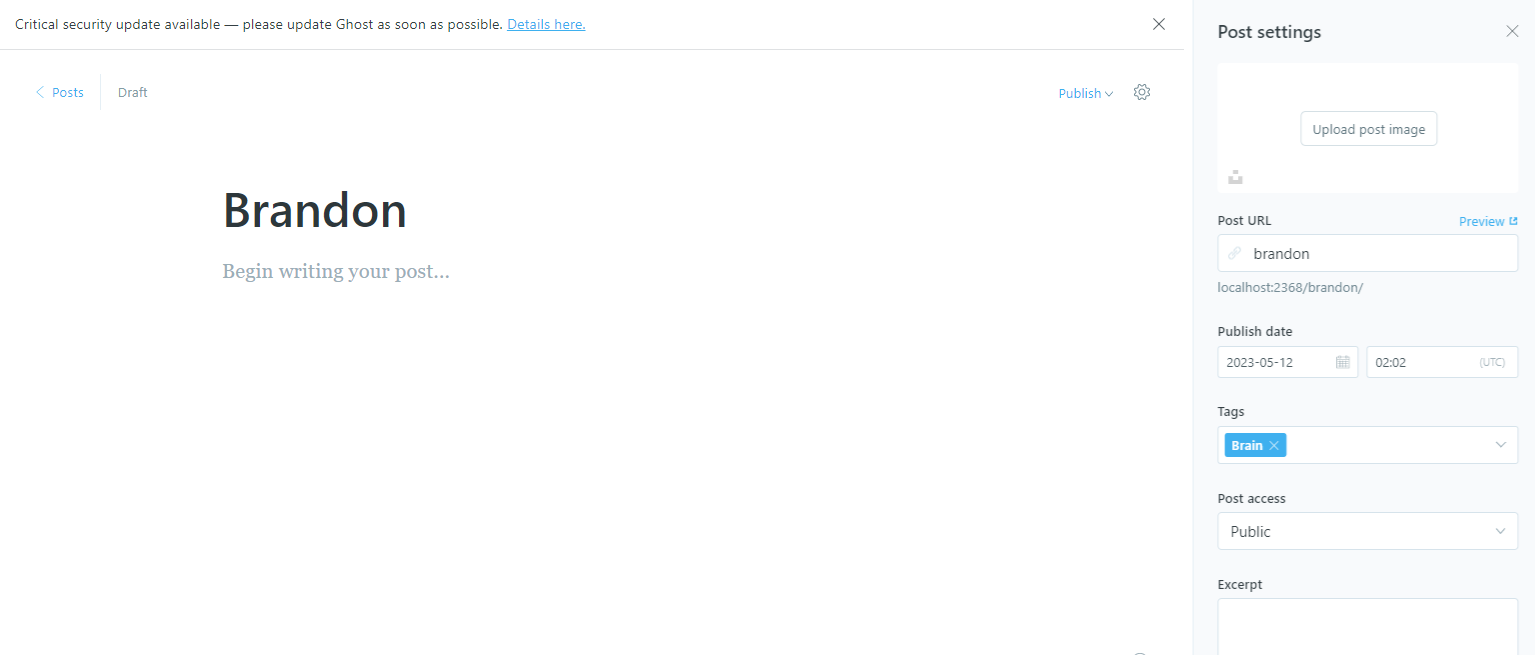 Critical security update available — please update Ghost as soon as possible. Details here.
Posts
Draft
Publish
Brandon
Begin writing your post...
Post settings
Upload post image
Post URL
Preview
brandon
localhost:2368/brandon/
Publish date
2023-05-12
02:02
(UTC)
Tags
Brain
Post access
Public
Excerpt